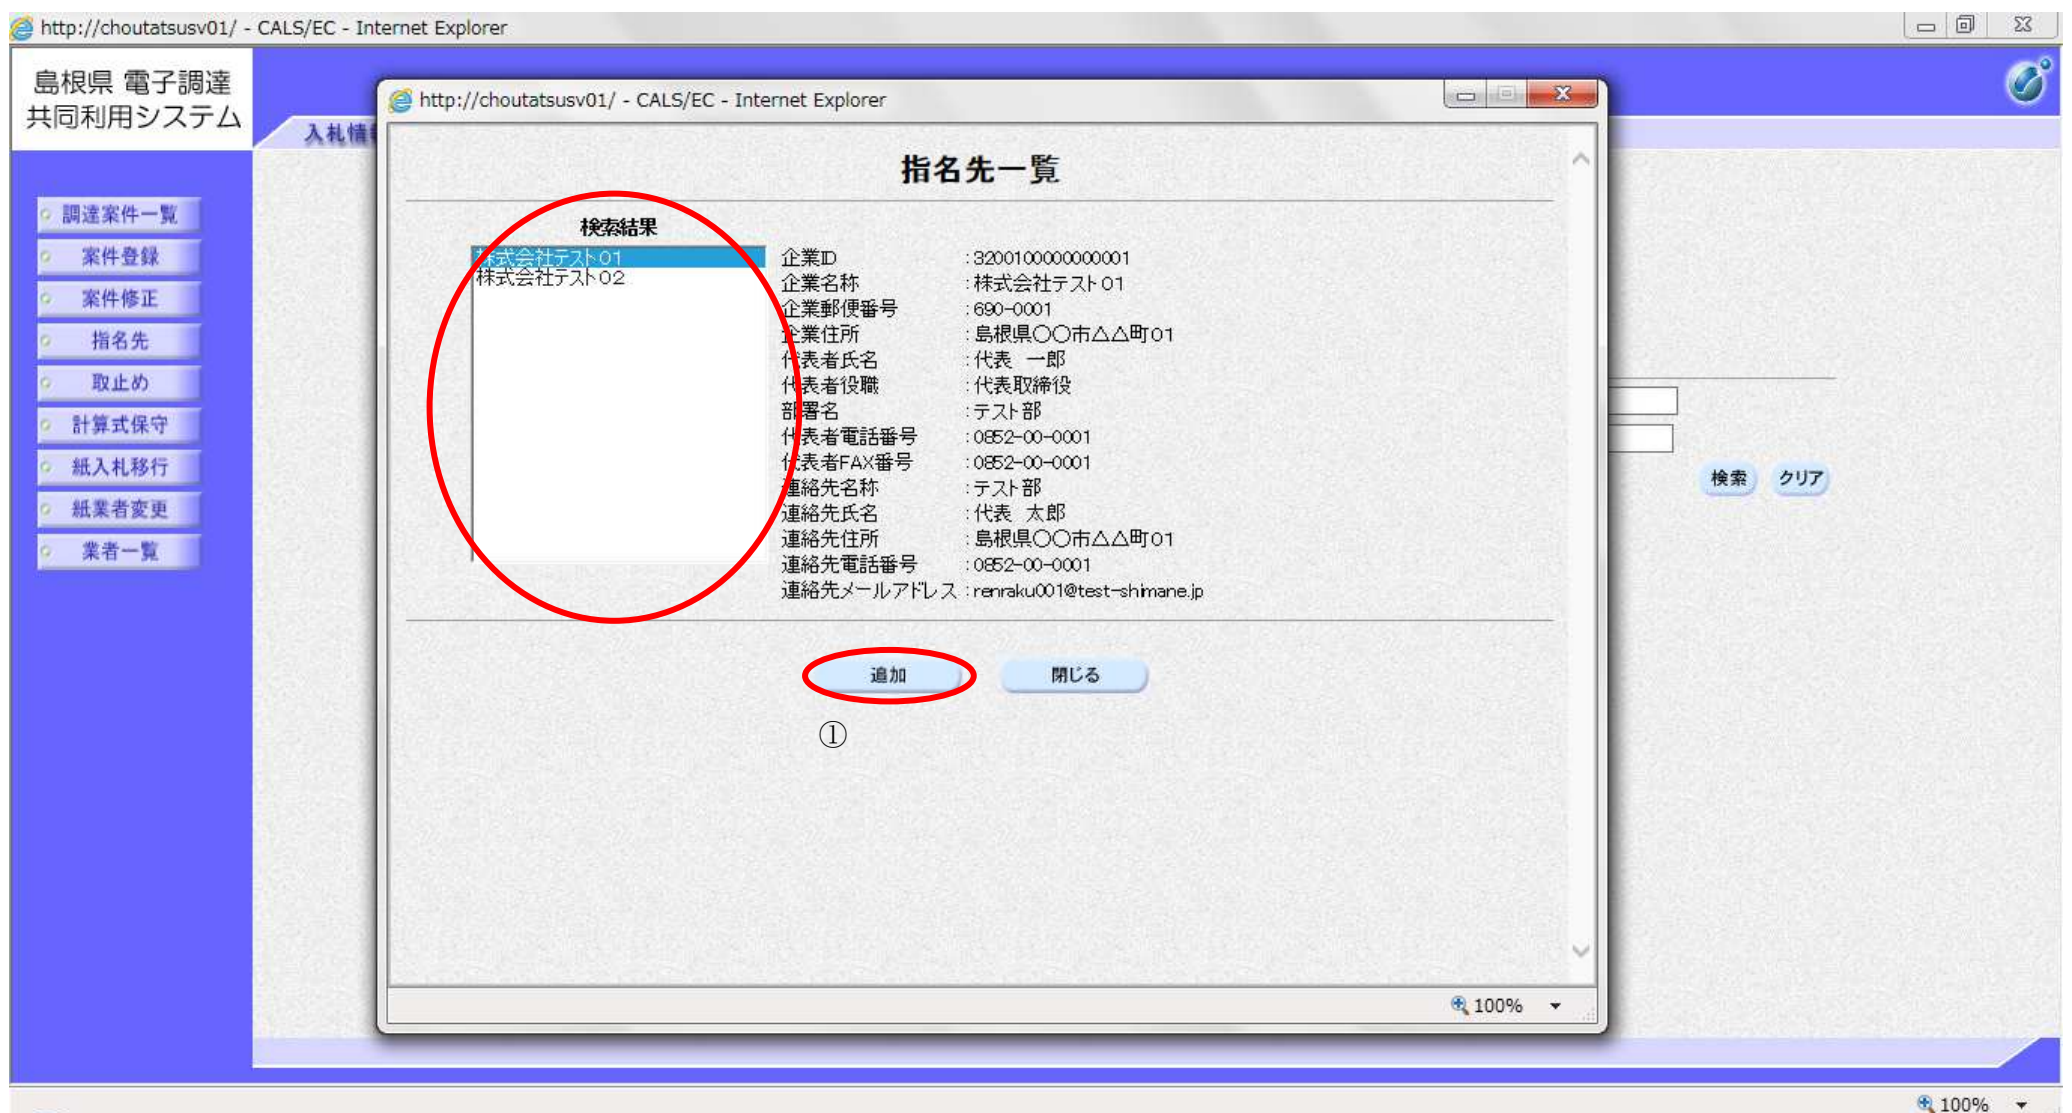 http://choutatsusv01/ - CALS/EC - Internet Explorer
島根県 電子調達
共同利用システム
入札情
調達案件一覧
案件登録
案件修正
指名先
取止め
計算式保守
紙入札移行
紙業者変更
業者一覧
http://choutatsusv01/ - CALS/EC - Internet Explorer
指名先一覧
検索結果
株式会社テスト01
株式会社テスト02
企業ID :3200100000000001
企業名称 :株式会社テスト01
企業郵便番号 :690-0001
企業住所 :島根県〇〇市△△町01
代表者氏名 :代表 一郎
代表者役職 :代表取締役
部署名 :テスト部
代表者電話番号 :0852-00-0001
代表者FAX番号 :0852-00-0001
連絡先名称 :テスト部
連絡先氏名 :代表 太郎
連絡先住所 :島根県〇〇市△△町01
連絡先電話番号 :0852-00-0001
連絡先メールアドレス :renraku001@test-shimane.jp
追加 閉じる
①
100%
検索 クリア
100%